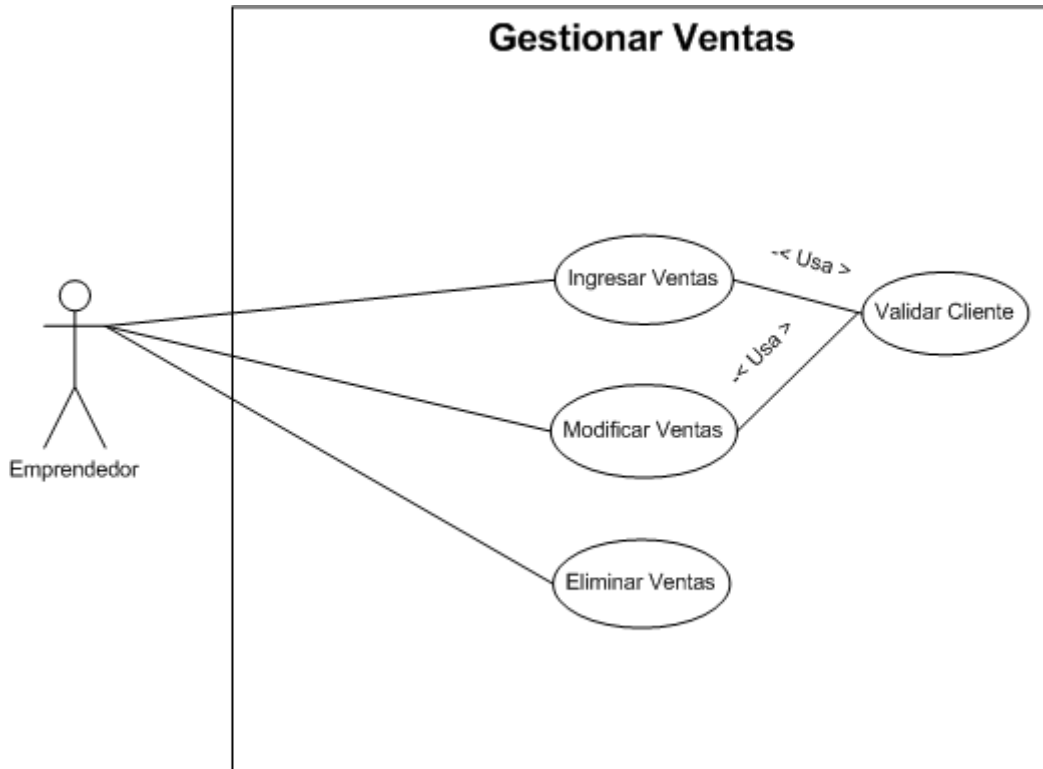 Gestionar Ventas
-< Usa >
Ingresar Ventas
Validar Cliente
-< Usa >
Modificar Ventas
Emprendedor
Eliminar Ventas